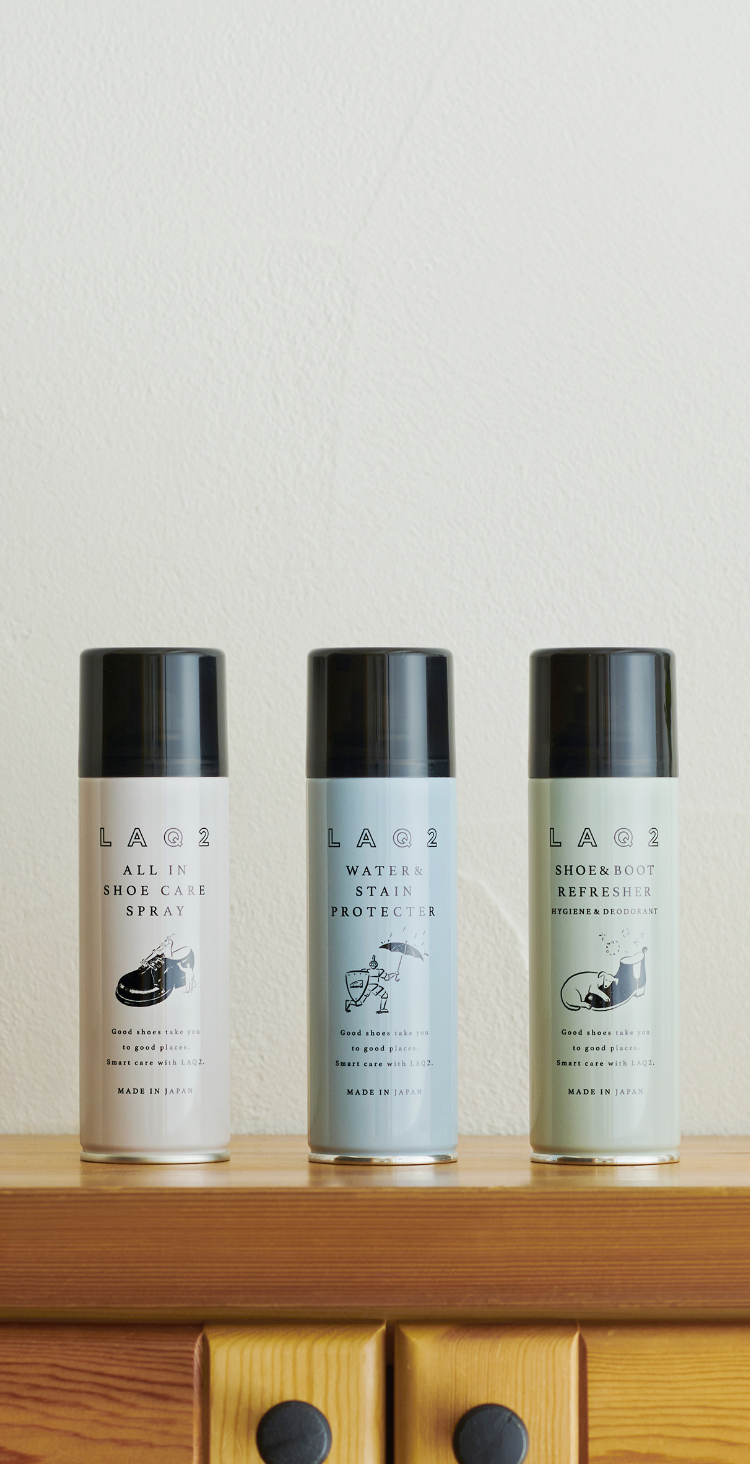 LAQ2
ALL IN
SHOE CARE
SPRAY
Good shoes take you
to good places.
Smart care with LAQ2.
MADE IN JAPAN
LAQ2
WATER&
STAIN
PROTECTER
Good shoes take you
to good places.
Smart care with LAQ2.
MADE IN JAPAN
LAQ2
SHOE&BOOT
REFRESHER
HYGIENE & DEODORANT
Good shoes take you
to good places.
Smart care with LAQ2.
MADE IN JAPAN